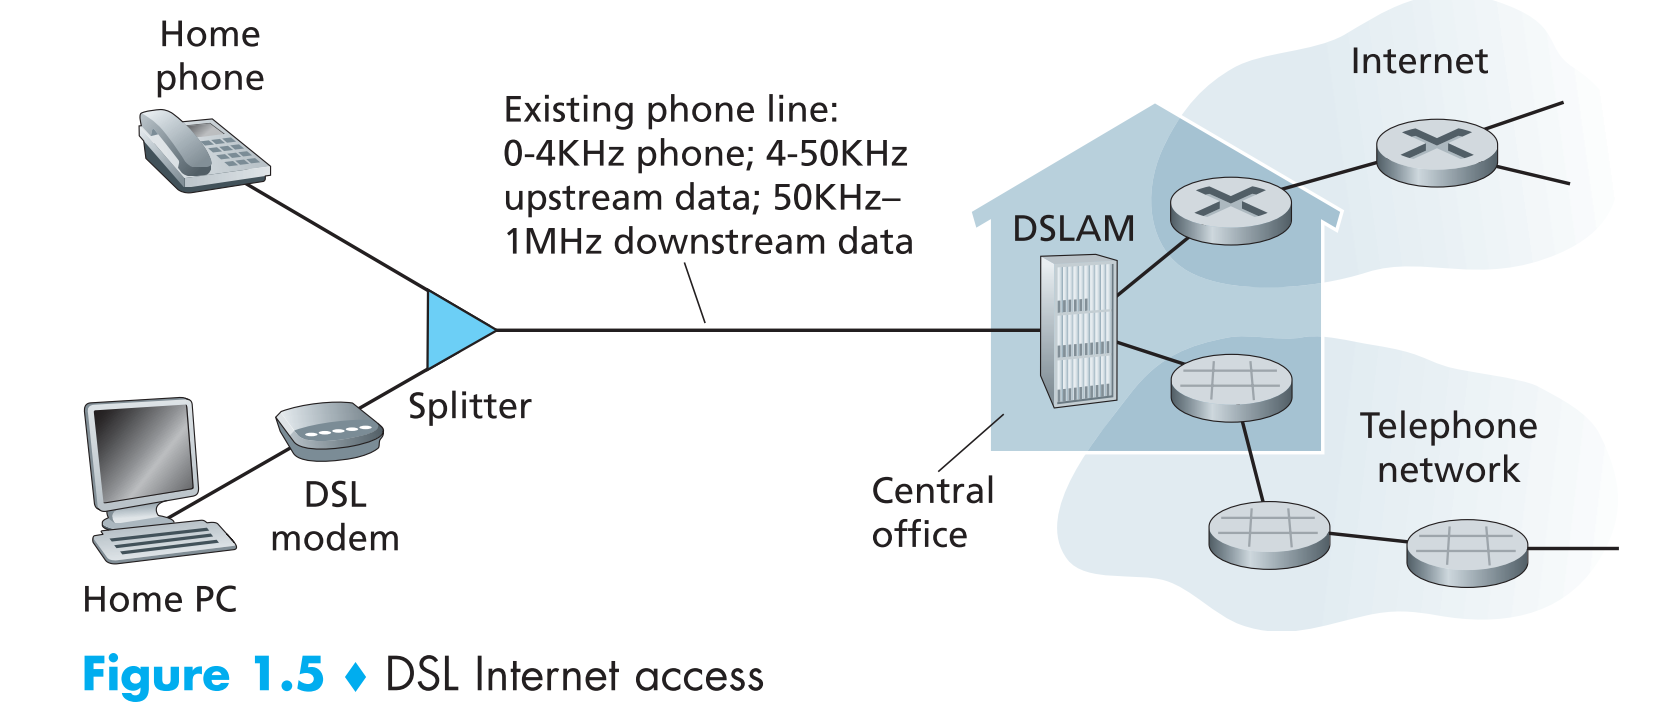 Home
phone
Existing phone line:
0-4KHz phone; 4-50KHz
upstream data; 50KHz–
1MHz downstream data
Internet
DSLAM
Splitter
DSL
modem
Home PC
Central
office
Telephone
network
Figure 1.5 ♦ DSL Internet access